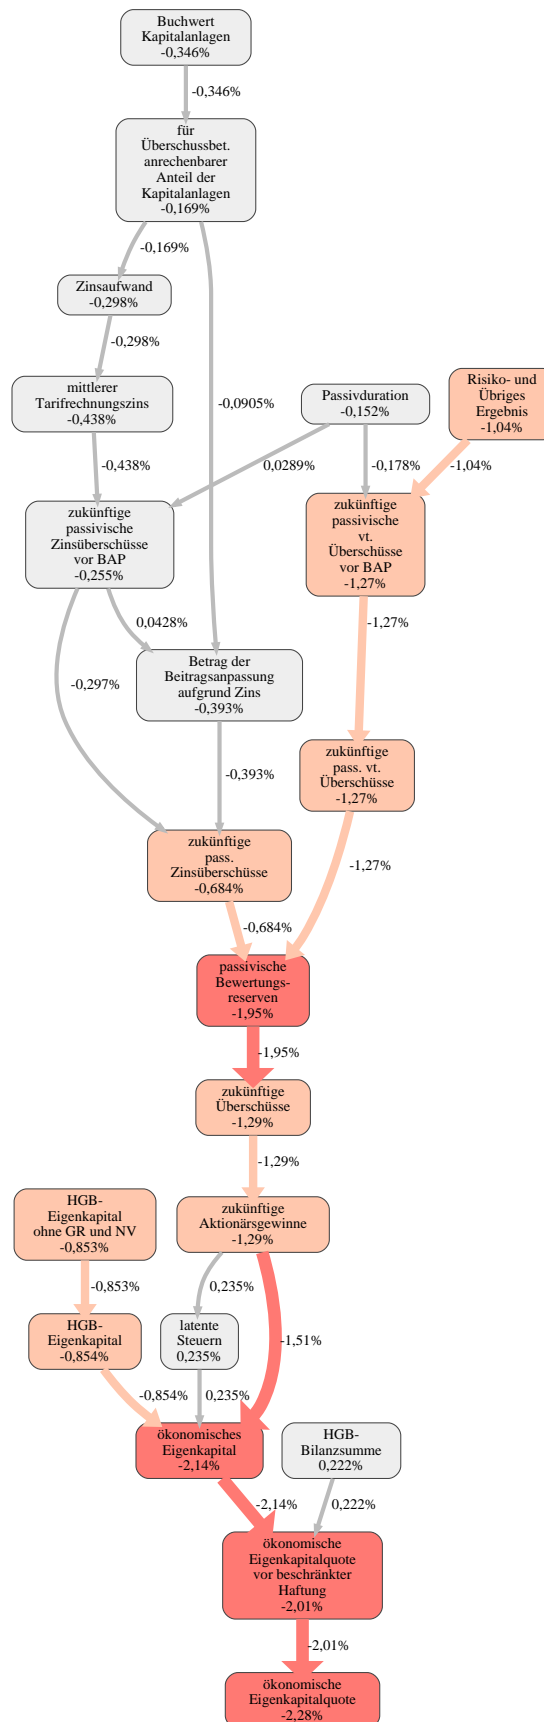 Buchwert
Kapitalanlagen
-0,346%
-0,346%
für
Überschussbet.
anrechenbarer
Anteil der
Kapitalanlagen
-0,169%
-0,169%
Zinsaufwand
-0,298%
-0,298%
mittlerer
Tarifrechnungszins
-0,438%
-0,0905%
Passivduration
-0,152%
Risiko- und
Übriges
Ergebnis
-1,04%
-0,438%
0,0289%
-0,178%
-1,04%
zukünftige
passivische
Zinsüberschüsse
vor BAP
-0,255%
zukünftige
passivische
vt.
Überschüsse
vor BAP
-1,27%
0,0428%
-1,27%
-0,297%
Betrag der
Beitragsanpassung
aufgrund Zins
-0,393%
-0,393%
zukünftige
pass. vt.
Überschüsse
-1,27%
zukünftige
pass.
Zinsüberschüsse
-0,684%
-1,27%
-0,684%
passivische
Bewertungs-
reserven
-1,95%
-1,95%
zukünftige
Überschüsse
-1,29%
-1,29%
HGB-
Eigenkapital
ohne GR und NV
-0,853%
zukünftige
Aktionärsgewinne
-1,29%
-0,853%
0,235%
HGB-
Eigenkapital
-0,854%
latente
Steuern
0,235%
-1,51%
-0,854%
0,235%
ökonomisches
Eigenkapital
-2,14%
HGB-
Bilanzsumme
0,222%
-2,14%
0,222%
ökonomische
Eigenkapitalquote
vor beschränkter
Haftung
-2,01%
-2,01%
ökonomische
Eigenkapitalquote
-2,28%